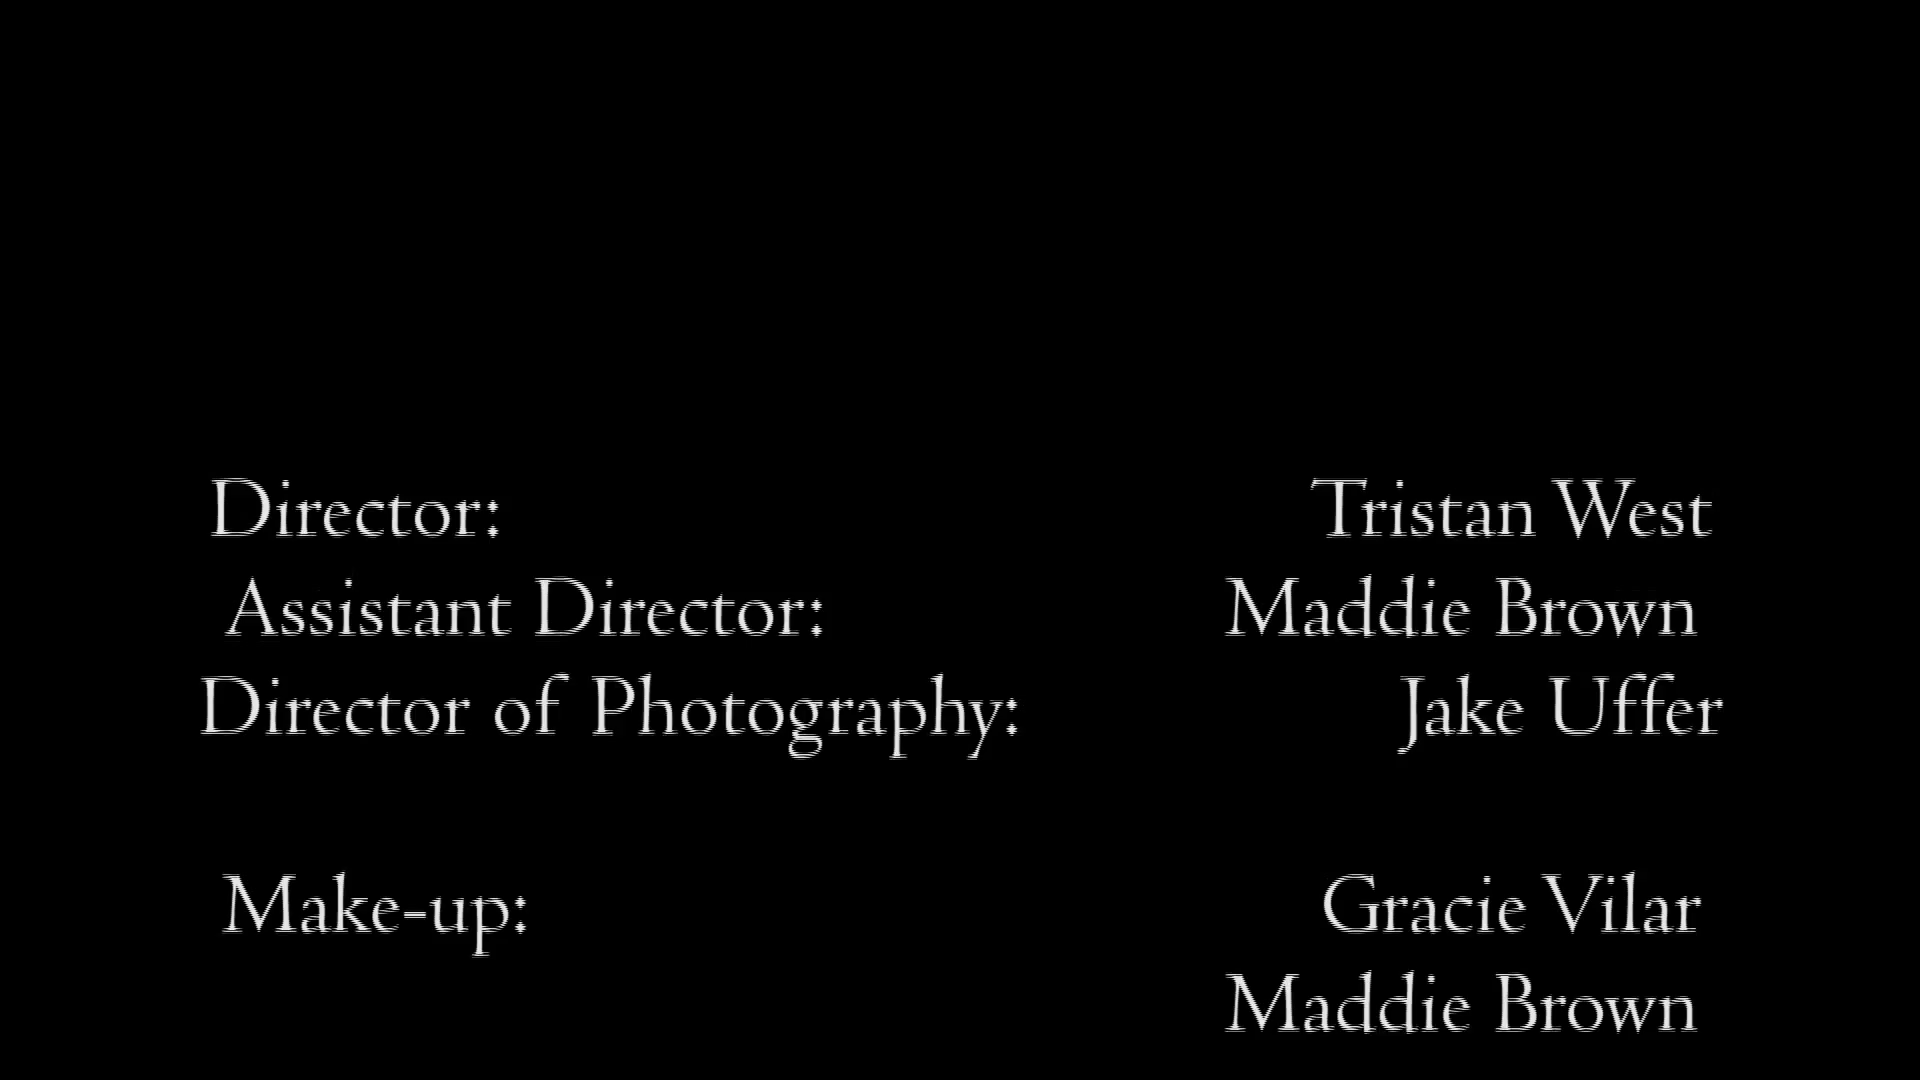 Director: Tristan West
Assistant Director: Maddie Brown
Director of Photography: Jake Uffer
Make-up: Gracie Vilar
Maddie Brown